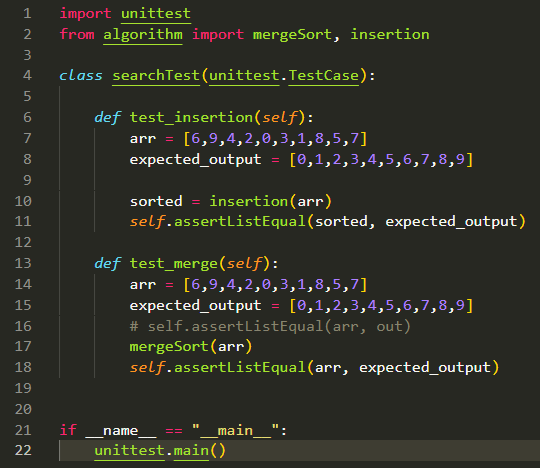 1 import unittest
2 from algorithm import mergeSort, insertion
3
4 class searchTest(unittest.TestCase):
5
6     def test_insertion(self):
7         arr = [6,9,4,2,0,3,1,8,5,7]
8         expected_output = [0,1,2,3,4,5,6,7,8,9]
9
10         sorted = insertion(arr)
11         self.assertListEqual(sorted, expected_output)
12
13     def test_merge(self):
14         arr = [6,9,4,2,0,3,1,8,5,7]
15         expected_output = [0,1,2,3,4,5,6,7,8,9]
16         # self.assertListEqual(arr, out)
17         mergeSort(arr)
18         self.assertListEqual(arr, expected_output)
19
20
21 if __name__ == "__main__":
22     unittest.main()